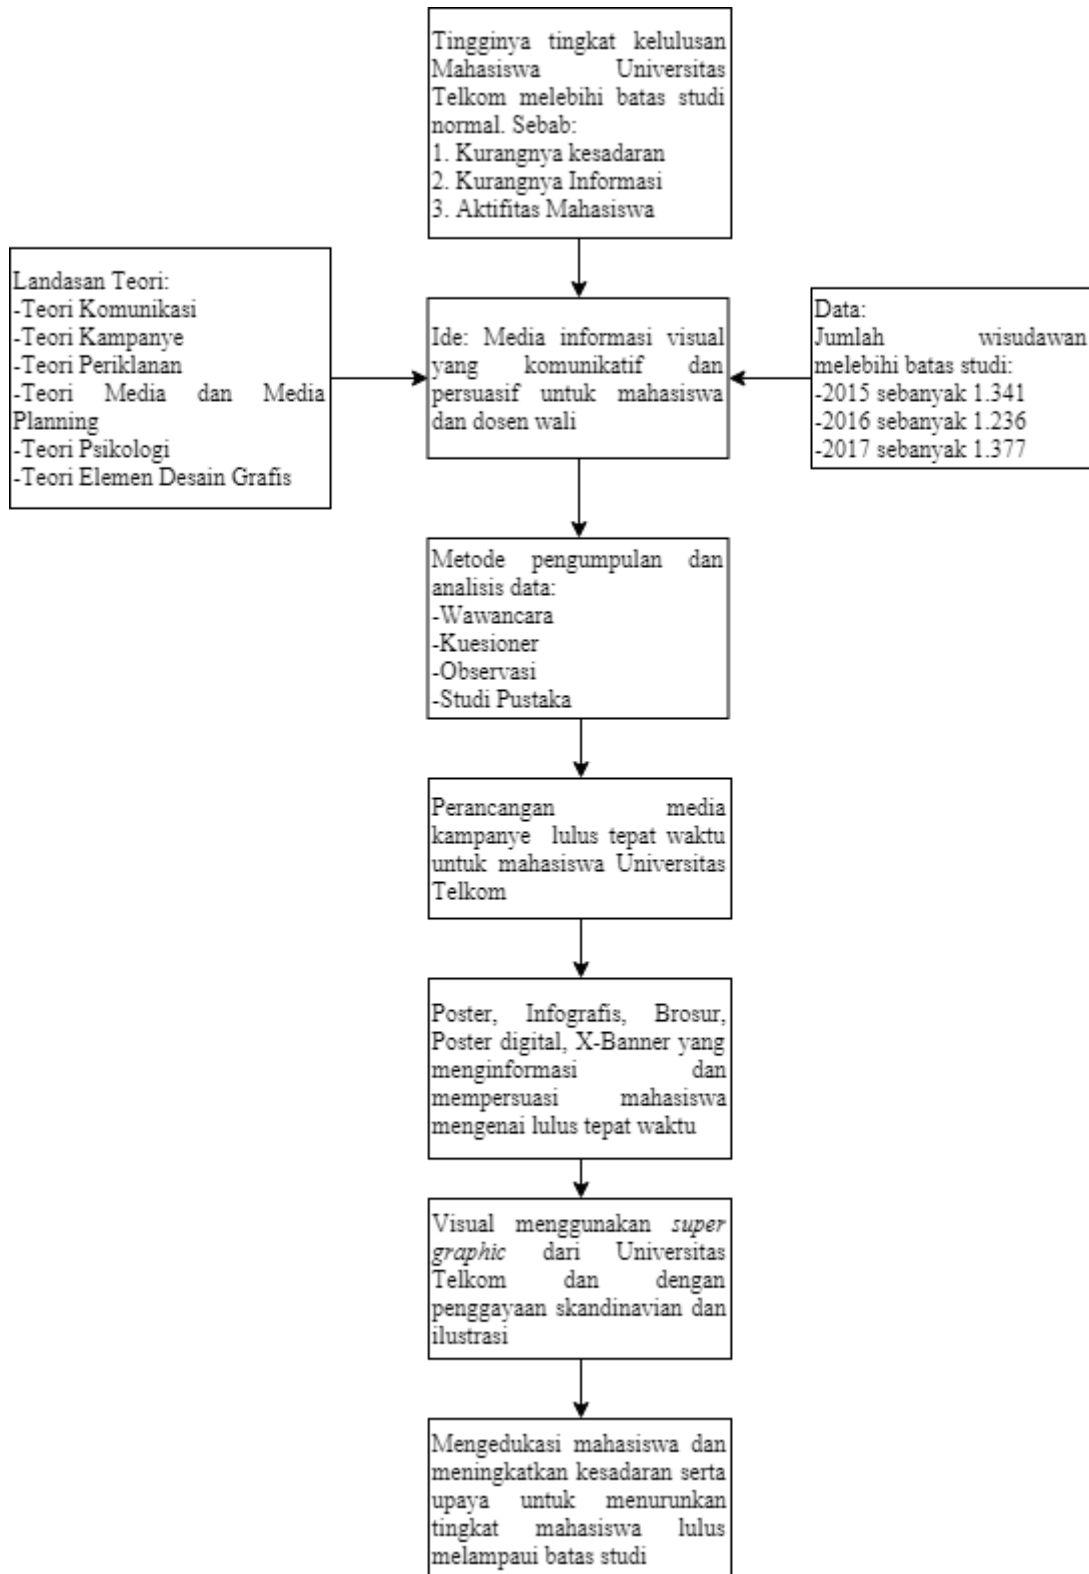 Tingginya tingkat kelulusan
Mahasiswa Universitas
Telkom melebihi batas studi
normal. Sebab:
1. Kurangnya kesadaran
2. Kurangnya Informasi
3. Aktifitas Mahasiswa
Landasan Teori:
-Teori Komunikasi
-Teori Kampanye
-Teori Periklanan
-Teori Media dan Media
Planning
-Teori Psikologi
-Teori Elemen Desain Grafis
Ide: Media informasi visual
yang komunikatif dan
persuasif untuk mahasiswa
dan dosen wali
Data:
Jumlah wisudawan
melebihi batas studi:
-2015 sebanyak 1.341
-2016 sebanyak 1.236
-2017 sebanyak 1.377
Metode pengumpulan dan
analisis data:
-Wawancara
-Kuesioner
-Observasi
-Studi Pustaka
Perancangan media
kampanye lulus tepat waktu
untuk mahasiswa Universitas
Telkom
Poster, Infografis, Brosur,
Poster digital, X-Banner yang
menginformasi dan
mempersuasi mahasiswa
mengenai lulus tepat waktu
Visual menggunakan super
graphic dari Universitas
Telkom dan dengan
penggayaan skandinavian dan
ilustrasi
Mengedukasi mahasiswa dan
meningkatkan kesadaran serta
upaya untuk menurunkan
tingkat mahasiswa lulus
melampaui batas studi